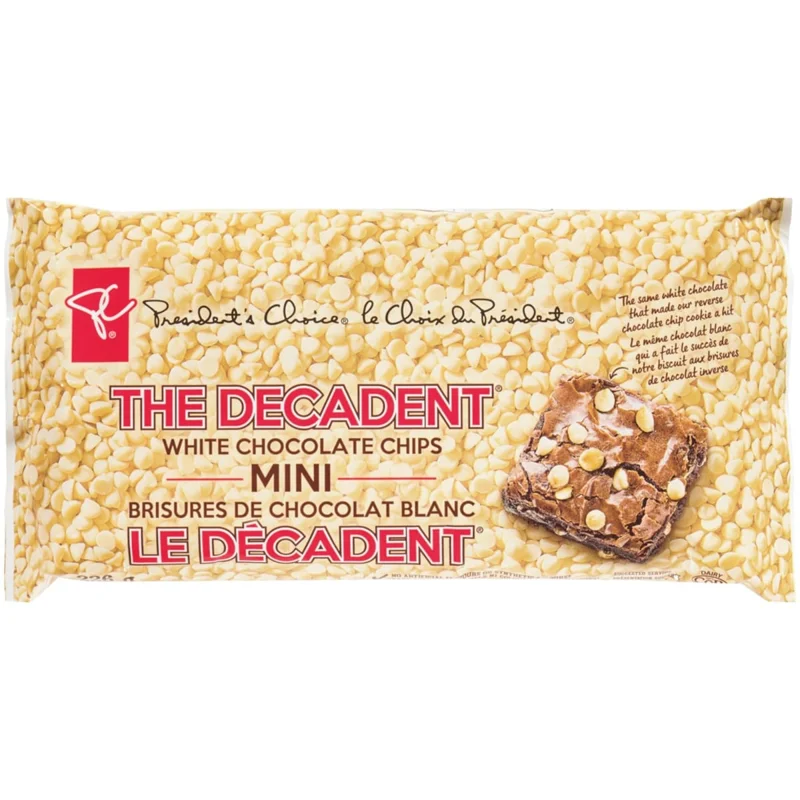 President's Choice® le Choix du Président®
The same white chocolate
that made our reverse
chocolate chip cookie a hit
Le même chocolat blanc
qui a fait le succès de
notre biscuit aux brisures
de chocolat inverse
THE DECADENT®
WHITE CHOCOLATE CHIPS
MINI
BRISURES DE CHOCOLAT BLANC
LE DÉCADENT®
DAIRY